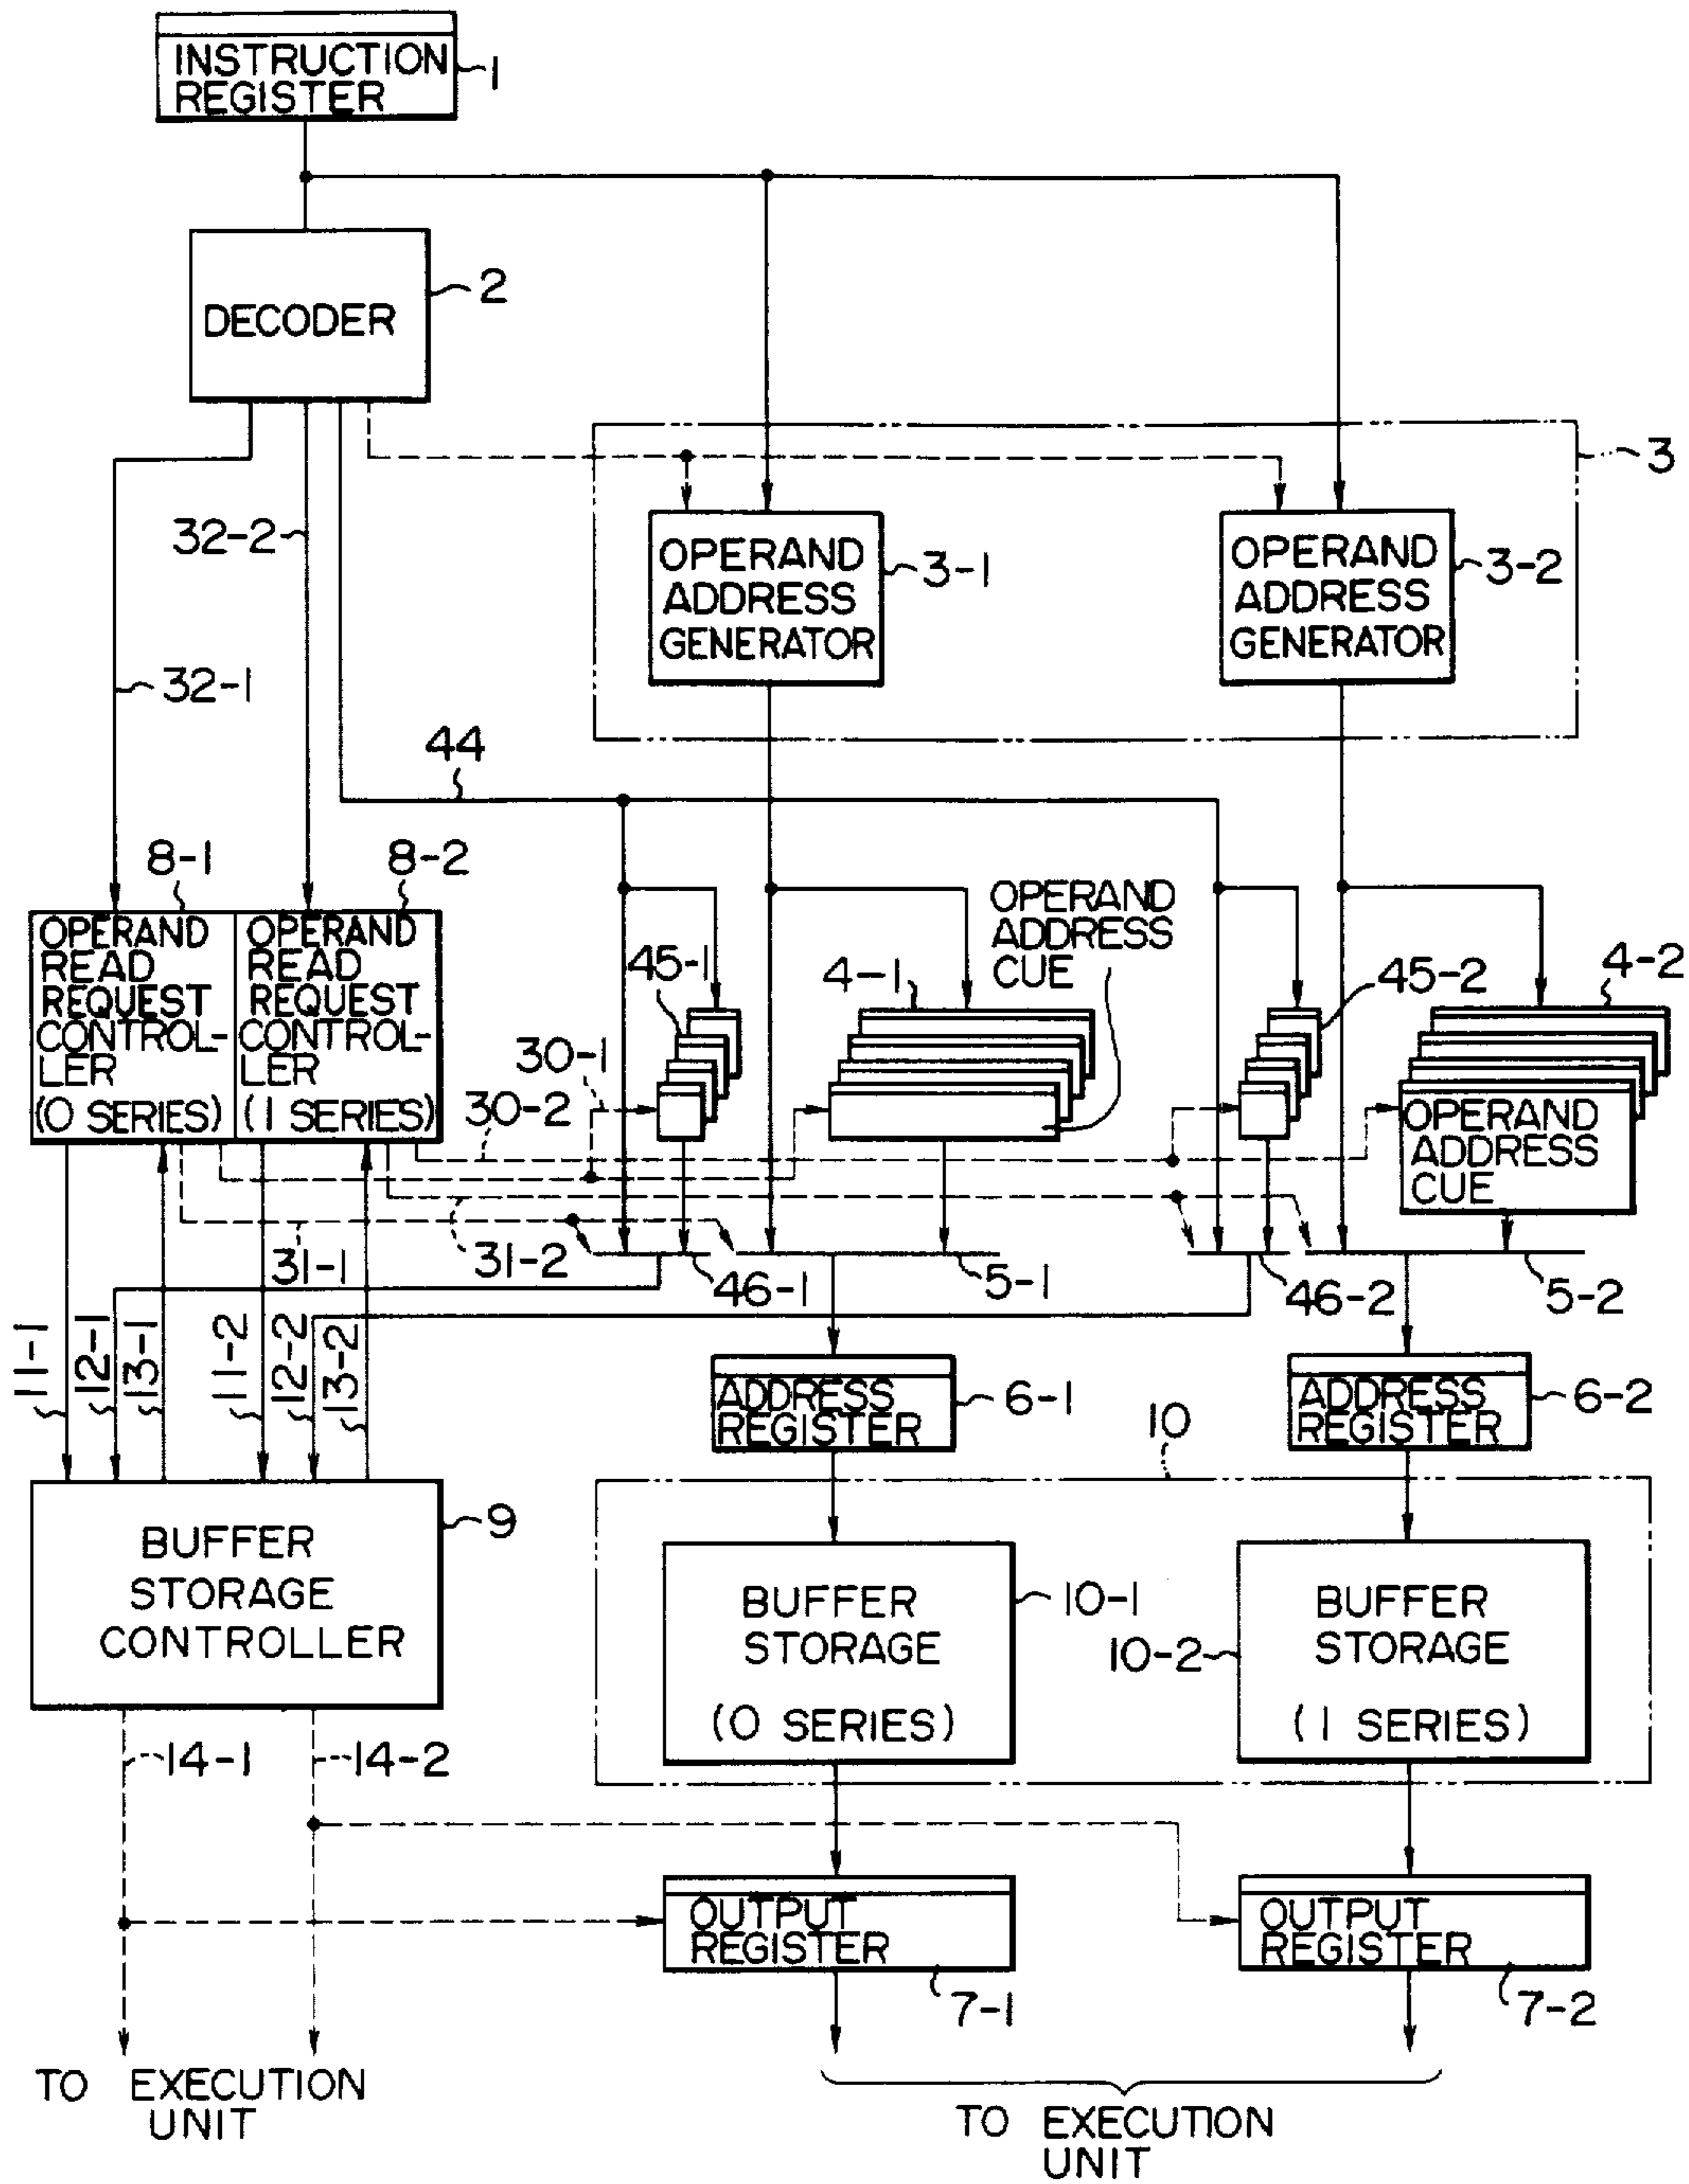 INSTRUCTION
REGISTER
1
DECODER
2
3
32-2
OPERAND
ADDRESS
GENERATOR
3-1
OPERAND
ADDRESS
GENERATOR
3-2
32-1
44
8-1
8-2
OPERAND
READ
REQUEST
CONTROL-
LER
(0 SERIES)
OPERAND
READ
REQUEST
CONTROL-
LER
(1 SERIES)
45-1
4-1
OPERAND
ADDRESS
CUE
45-2
4-2
30-1
30-2
OPERAND
ADDRESS
CUE
31-1
31-2
46-1
5-1
46-2
5-2
11-1
12-1
13-1
11-2
12-2
13-2
ADDRESS
REGISTER
6-1
ADDRESS
REGISTER
6-2
10
BUFFER
STORAGE
CONTROLLER
9
BUFFER
STORAGE
(0 SERIES)
10-1
BUFFER
STORAGE
(1 SERIES)
10-2
14-1
14-2
OUTPUT
REGISTER
7-1
OUTPUT
REGISTER
7-2
TO EXECUTION
UNIT
TO EXECUTION
UNIT